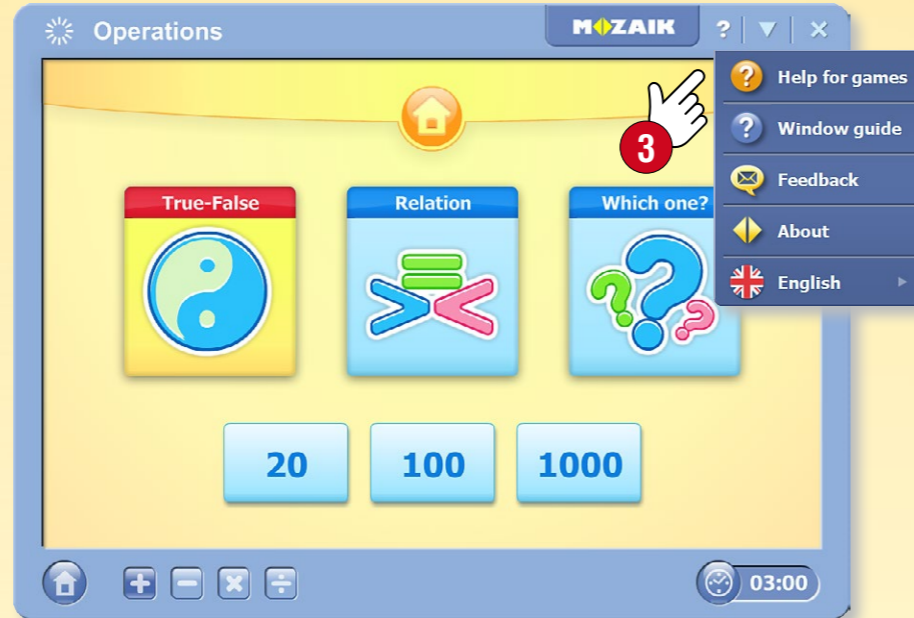 Operations
MOZAIK
?
Help for games
Window guide
Feedback
About
English
3
True-False
Relation
Which one?
20
100
1000
03:00